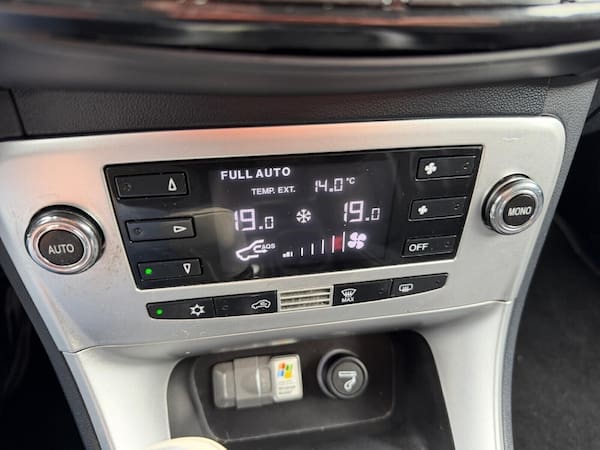 FULL AUTO
TEMP. EXT. 14.0 °C
19.0 19.0
AQS
AUTO
MONO
OFF
MAX